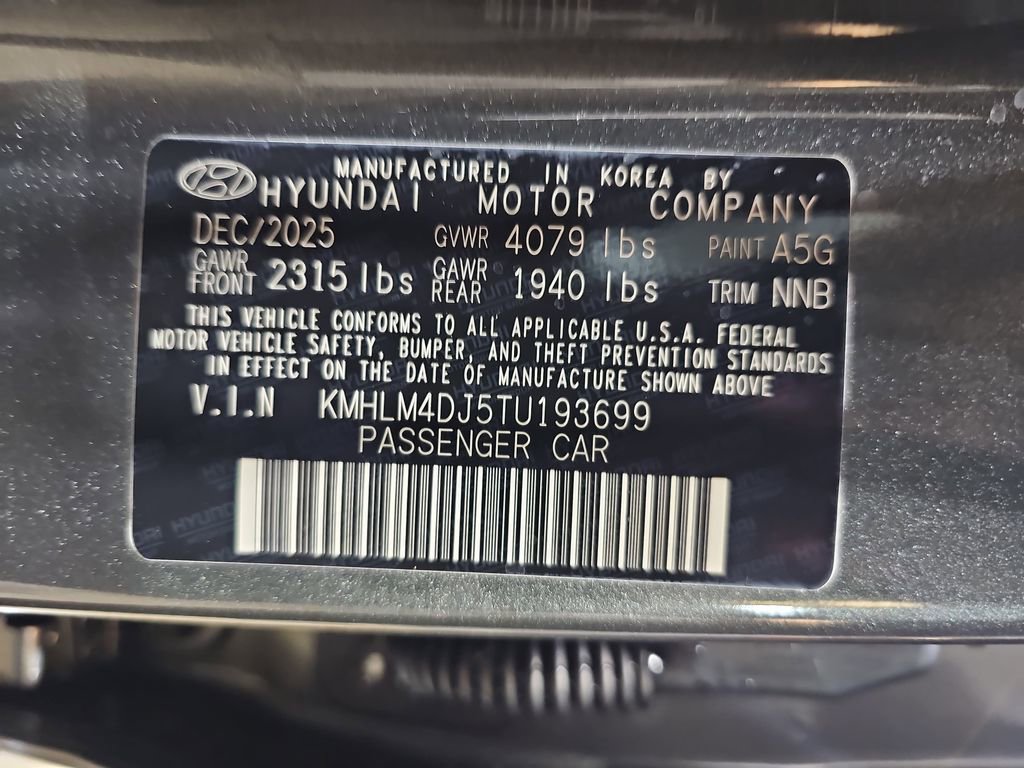 MANUFACTURED IN KOREA BY
HYUNDAI MOTOR COMPANY
DEC/2025 GVWR 4079 lbs PAINT A5G
GAWR FRONT 2315 lbs GAWR REAR 1940 lbs TRIM NNB
THIS VEHICLE CONFORMS TO ALL APPLICABLE U.S.A. FEDERAL
MOTOR VEHICLE SAFETY, BUMPER, AND THEFT PREVENTION STANDARDS
IN EFFECT ON THE DATE OF MANUFACTURE SHOWN ABOVE
V.I.N KMHLM4DJ5TU193699
PASSENGER CAR